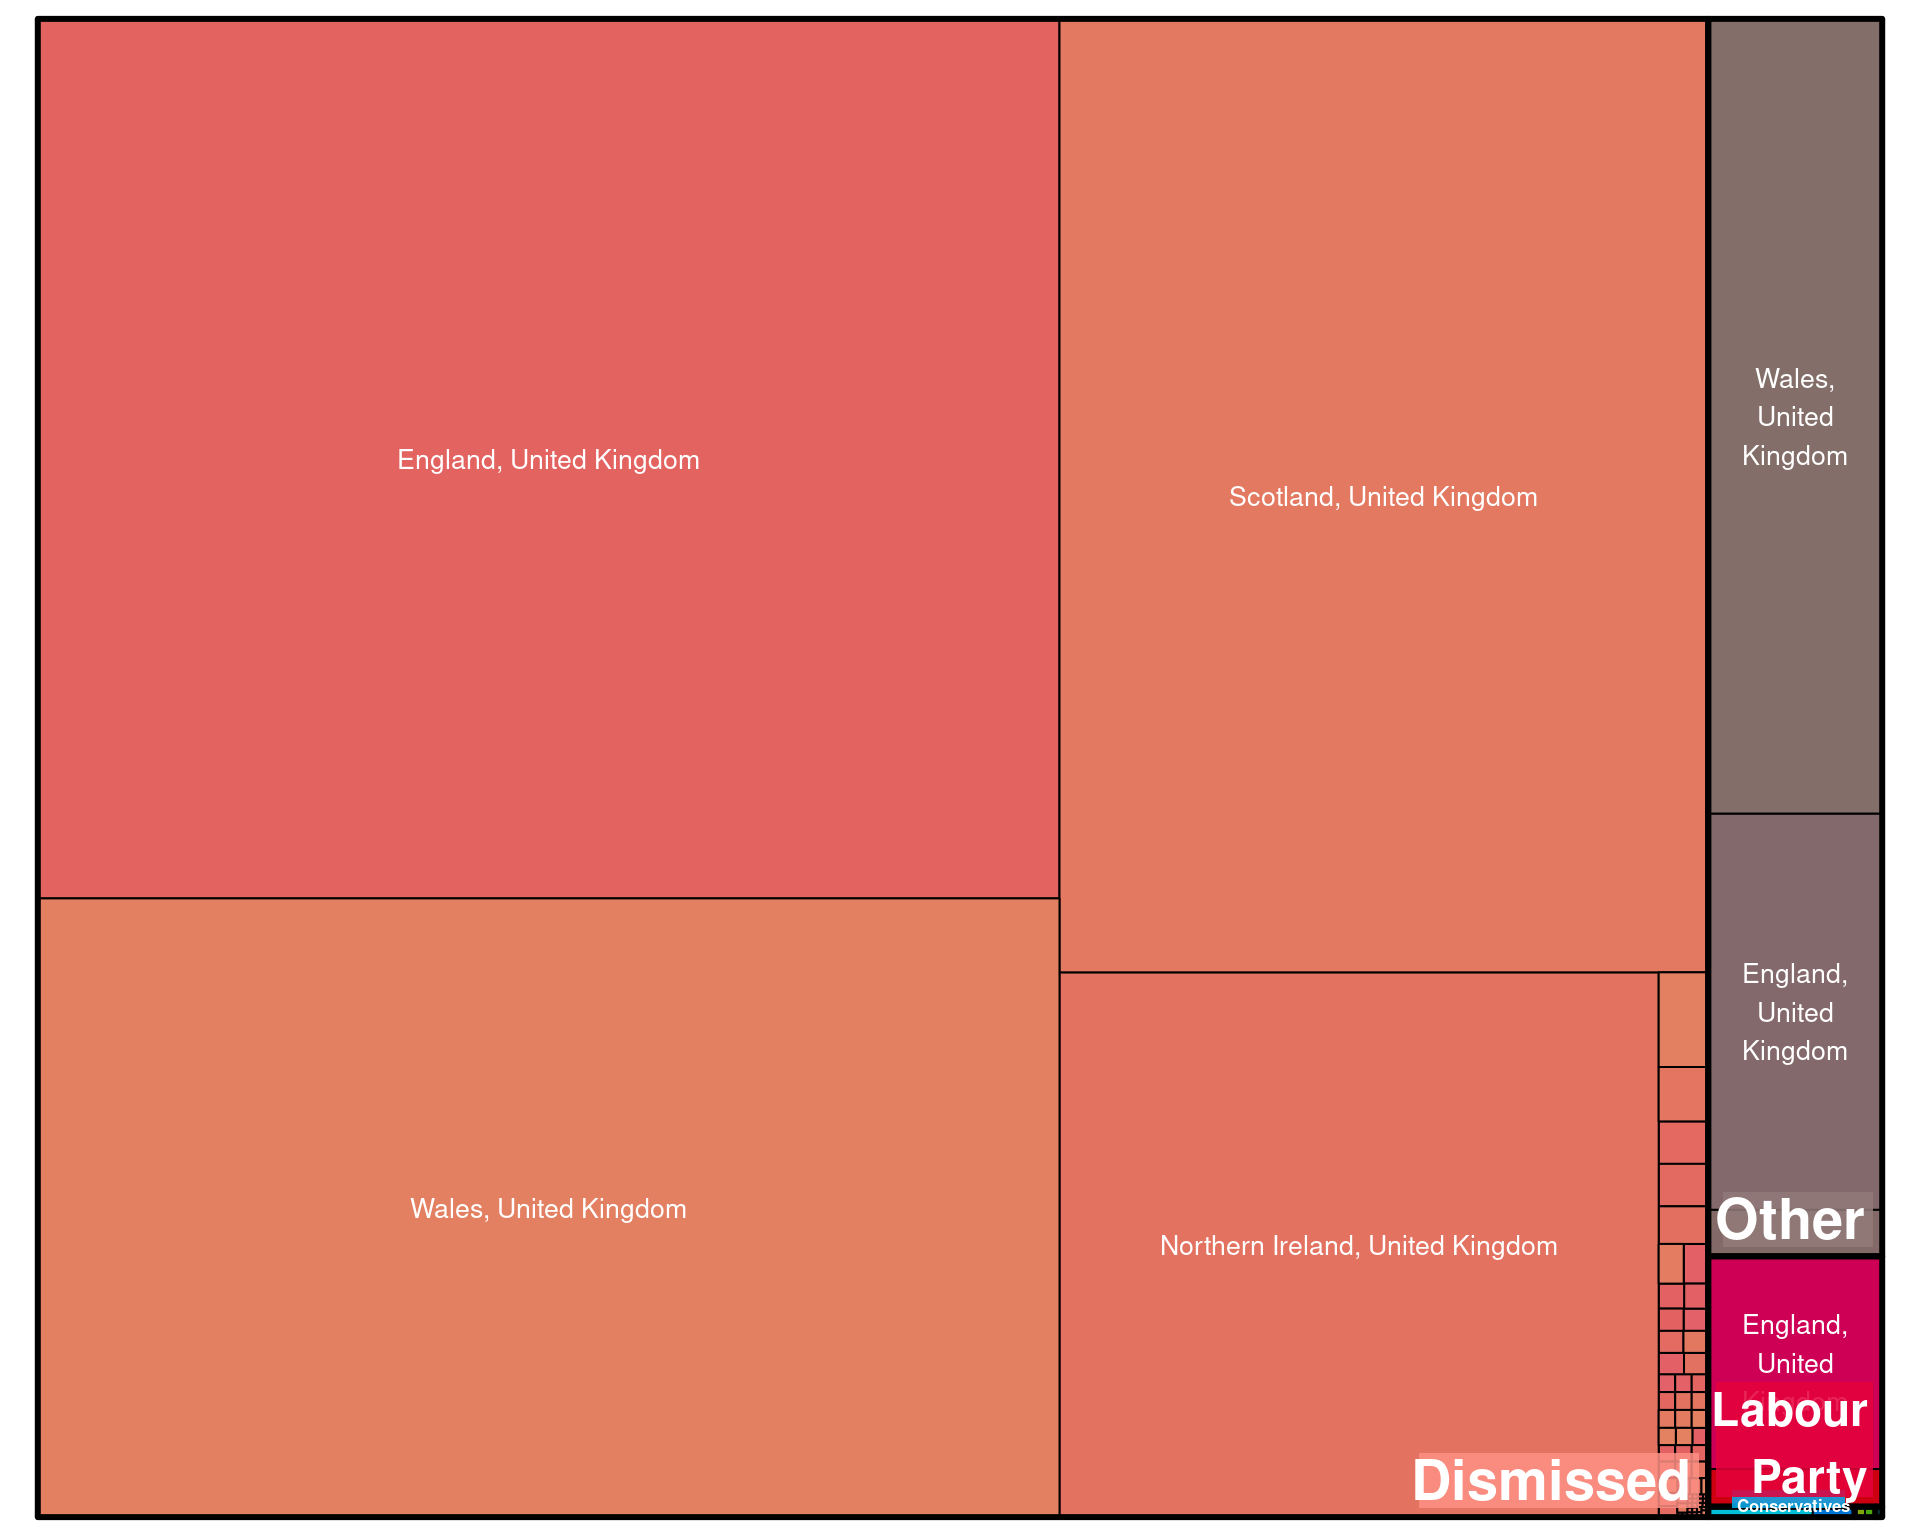 England, United Kingdom
Scotland, United Kingdom
Wales,
United
Kingdom
England,
United
Kingdom
Wales, United Kingdom
Northern Ireland, United Kingdom
Other
England,
United
Kingdom
Labour
Party
Dismissed
Conservatives